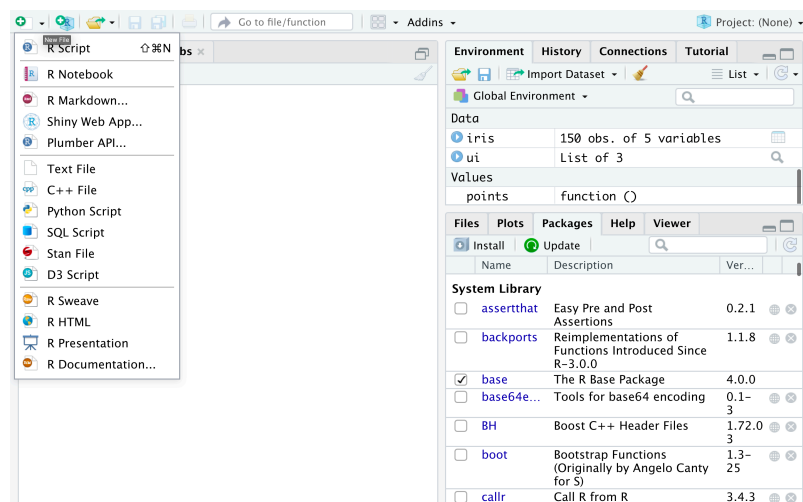 Go to file/function
Addins
Project: (None)
New File
R Script ⇧⌘N
R Notebook
R Markdown...
Shiny Web App...
Plumber API...
Text File
C++ File
Python Script
SQL Script
Stan File
D3 Script
R Sweave
R HTML
R Presentation
R Documentation...
bs
Environment History Connections Tutorial
Import Dataset List
Global Environment
Data
iris 150 obs. of 5 variables
ui List of 3
Values
points function ()
Files Plots Packages Help Viewer
Install Update
Name Description Ver...
System Library
assertthat Easy Pre and Post 0.2.1
Assertions
backports Reimplementations of 1.1.8
Functions Introduced Since
R-3.0.0
base The R Base Package 4.0.0
base64e... Tools for base64 encoding 0.1-
3
BH Boost C++ Header Files 1.72.0
3
boot Bootstrap Functions 1.3-
(Originally by Angelo Canty 25
for S)
callr Call R from R 3.4.3